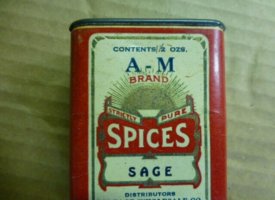 CONTENTS 1/2 OZS.
A-M
BRAND
STRICTLY PURE
SPICES
SAGE
DISTRIBUTORS